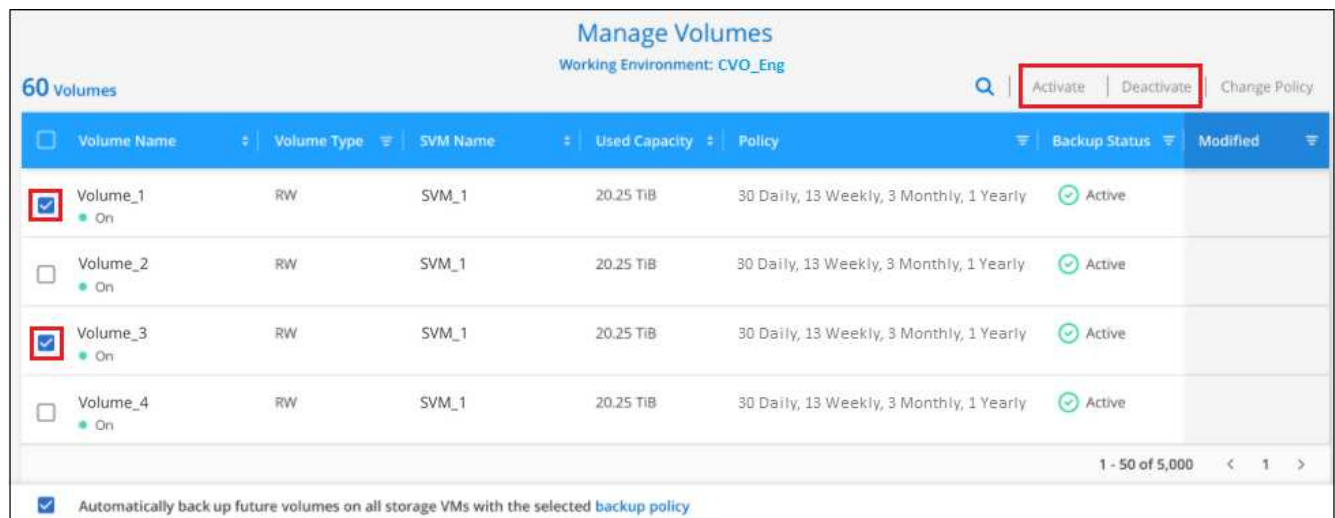 Manage Volumes
Working Environment: CVO_Eng
60 Volumes
Activate | Deactivate | Change Policy
Volume Name Volume Type SVM Name Used Capacity Policy Backup Status Modified
Volume_1 RW SVM_1 20.25 TiB 30 Daily, 13 Weekly, 3 Monthly, 1 Yearly Active
On
Volume_2 RW SVM_1 20.25 TiB 30 Daily, 13 Weekly, 3 Monthly, 1 Yearly Active
On
Volume_3 RW SVM_1 20.25 TiB 30 Daily, 13 Weekly, 3 Monthly, 1 Yearly Active
On
Volume_4 RW SVM_1 20.25 TiB 30 Daily, 13 Weekly, 3 Monthly, 1 Yearly Active
On
1 - 50 of 5,000 < 1 >
Automatically back up future volumes on all storage VMs with the selected backup policy